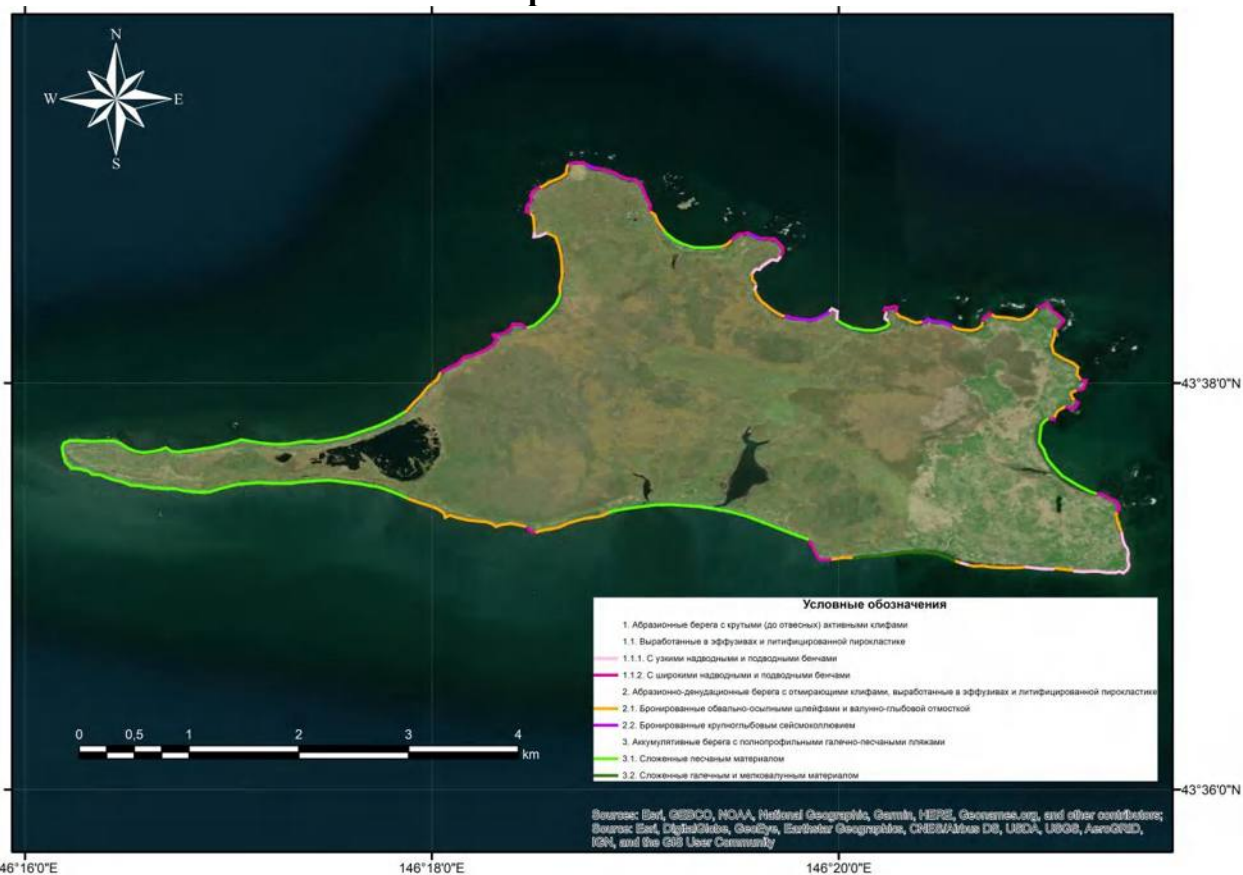 N
W E
S
43°38'0"N
Условные обозначения
1. Абразионные берега с крутыми (до отвесных) активными клифами
1.1. Выработанные в эффузивах и литифицированной пирокластике
1.1.1. С узкими надводными и подводными бенчами
1.1.2. С широкими надводными и подводными бенчами
2. Абразионно-денудационные берега с отмирающими клифами, выработанные в эффузивах и литифицированной пирокластике
2.1. Бронированные обвально-осыпными шлейфами и валунно-глыбовой отмосткой
2.2. Бронированные крупноглыбовым сейсмоколлювием
3. Аккумулятивные берега с полнопрофильными галечно-песчаными пляжами
3.1. Сложенные песчаным материалом
3.2. Сложенные галечным и мелковалунным материалом
0 0,5 1 2 3 4
km
43°36'0"N
Sources: Esri, GEBCO, NOAA, National Geographic, Garmin, HERE, Geonames.org, and other contributors;
Source: Esri, DigitalGlobe, GeoEye, Earthstar Geographics, CNES/Airbus DS, USDA, USGS, AeroGRID,
IGN, and the GIS User Community
46°16'0"E 146°18'0"E 146°20'0"E